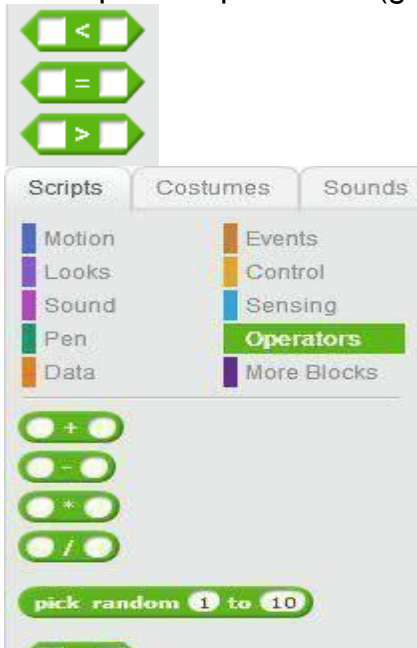 <
=
>
Scripts Costumes Sounds
Motion Events
Looks Control
Sound Sensing
Pen Operators
Data More Blocks
+
-
*
/
pick random 1 to 10